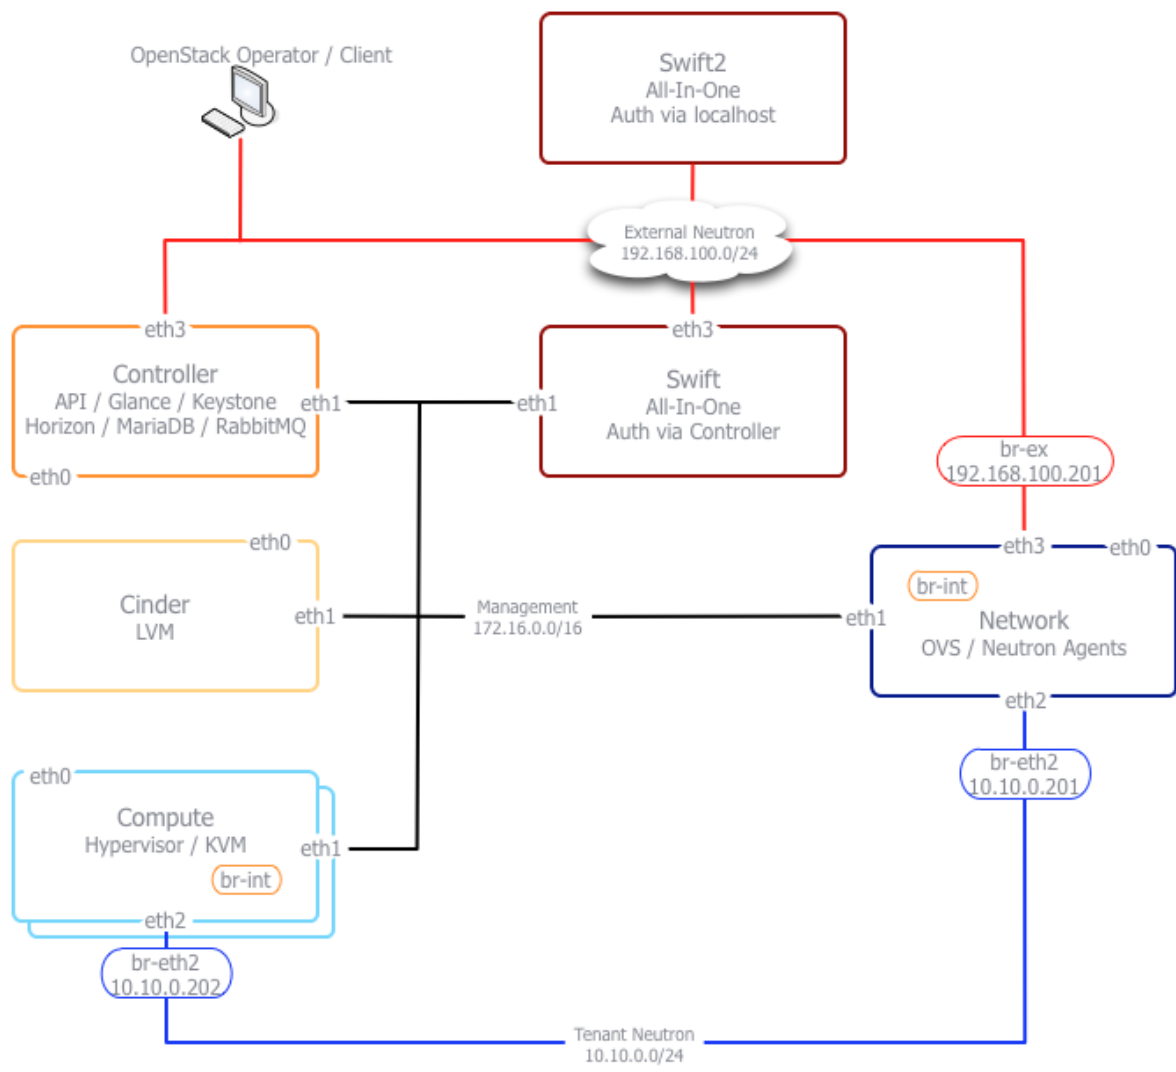 OpenStack Operator / Client
Swift2
All-In-One
Auth via localhost
External Neutron
192.168.100.0/24
eth3
Controller
API / Glance / Keystone
Horizon / MariaDB / RabbitMQ
eth1
eth0
eth3
Swift
All-In-One
Auth via Controller
eth1
br-ex
192.168.100.201
eth0
Cinder
LVM
eth1
Management
172.16.0.0/16
eth3
eth0
br-int
eth1
Network
OVS / Neutron Agents
eth2
br-eth2
10.10.0.201
eth0
Compute
Hypervisor / KVM
eth1
br-int
eth2
br-eth2
10.10.0.202
Tenant Neutron
10.10.0.0/24